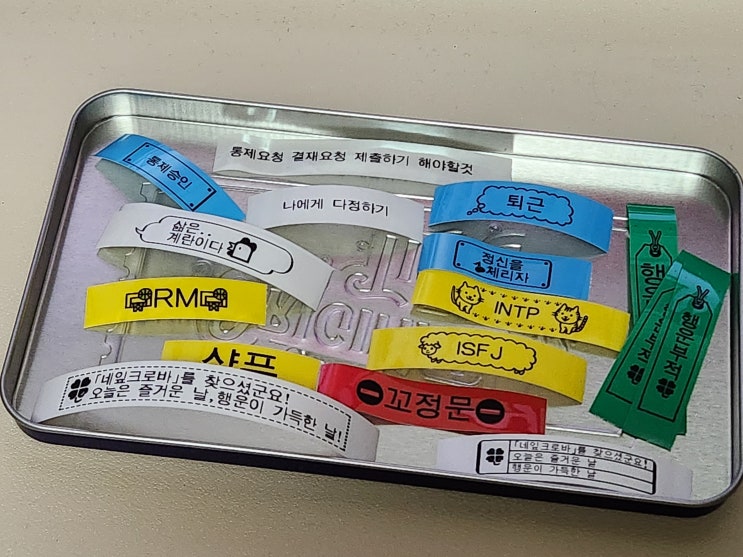 통제요청 결재요청 제출하기 해야할것
통제승인
나에게 다정하기
퇴근
삶은..
계란이다
정신을
체리자
RM
INTP
ISFJ
샤프
꼬정문
「네잎크로바」를 찾으셨군요!
오늘은 즐거운 날,행운이 가득한 날!
「네잎크로바」를 찾으셨군요!
오늘은 즐거운 날
행운이 가득한 날
행운부적